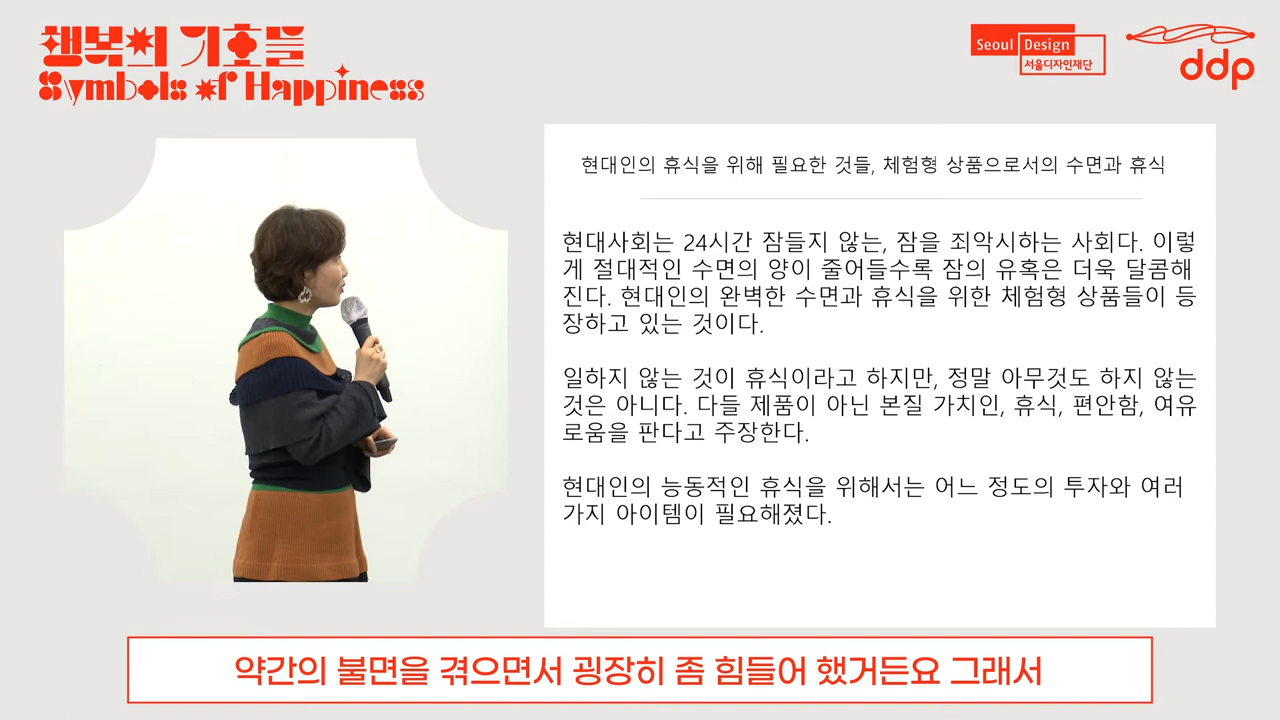 행복의 기호들
Symbols of Happiness
Seoul Design
서울디자인재단
ddp
현대인의 휴식을 위해 필요한 것들, 체험형 상품으로서의 수면과 휴식
현대사회는 24시간 잠들지 않는, 잠을 죄악시하는 사회다. 이렇
게 절대적인 수면의 양이 줄어들수록 잠의 유혹은 더욱 달콤해
진다. 현대인의 완벽한 수면과 휴식을 위한 체험형 상품들이 등
장하고 있는 것이다.
일하지 않는 것이 휴식이라고 하지만, 정말 아무것도 하지 않는
것은 아니다. 다들 제품이 아닌 본질 가치인, 휴식, 편안함, 여유
로움을 판다고 주장한다.
현대인의 능동적인 휴식을 위해서는 어느 정도의 투자와 여러
가지 아이템이 필요해졌다.
약간의 불면을 겪으면서 굉장히 좀 힘들어 했거든요 그래서